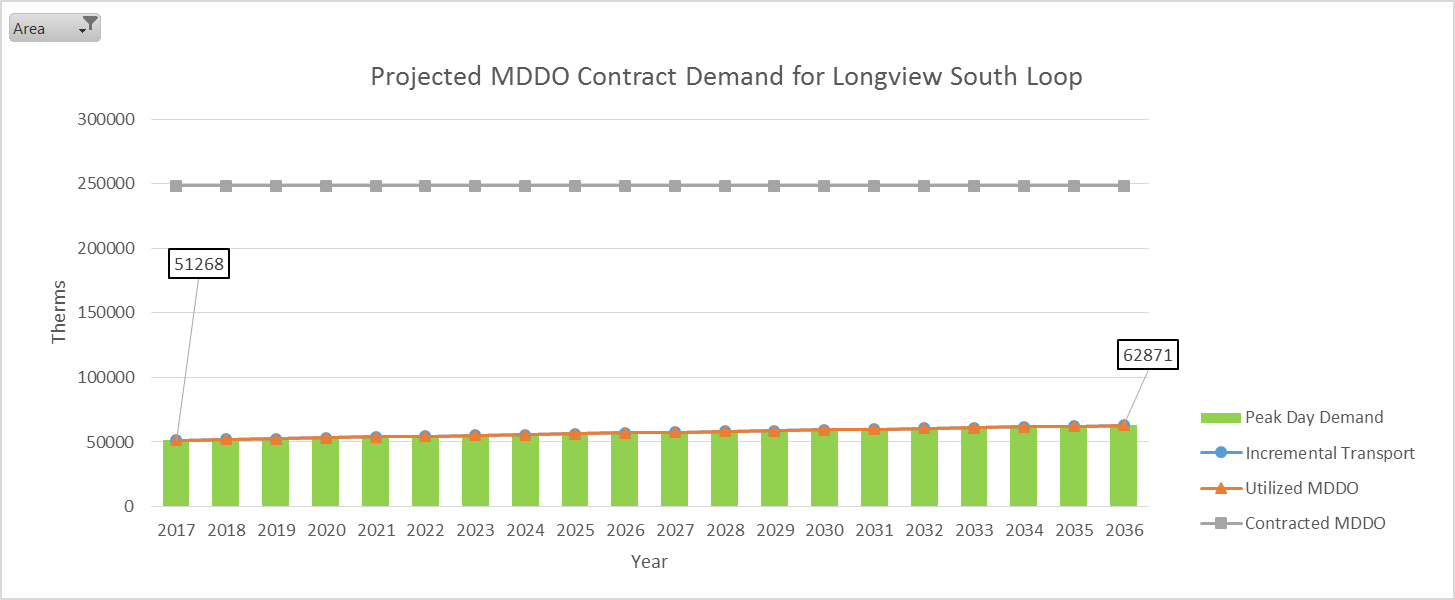 Area
Projected MDDO Contract Demand for Longview South Loop
300000
250000
200000
150000
100000
50000
0
Therms
51268
62871
2017 2018 2019 2020 2021 2022 2023 2024 2025 2026 2027 2028 2029 2030 2031 2032 2033 2034 2035 2036
Year
Peak Day Demand
Incremental Transport
Utilized MDDO
Contracted MDDO